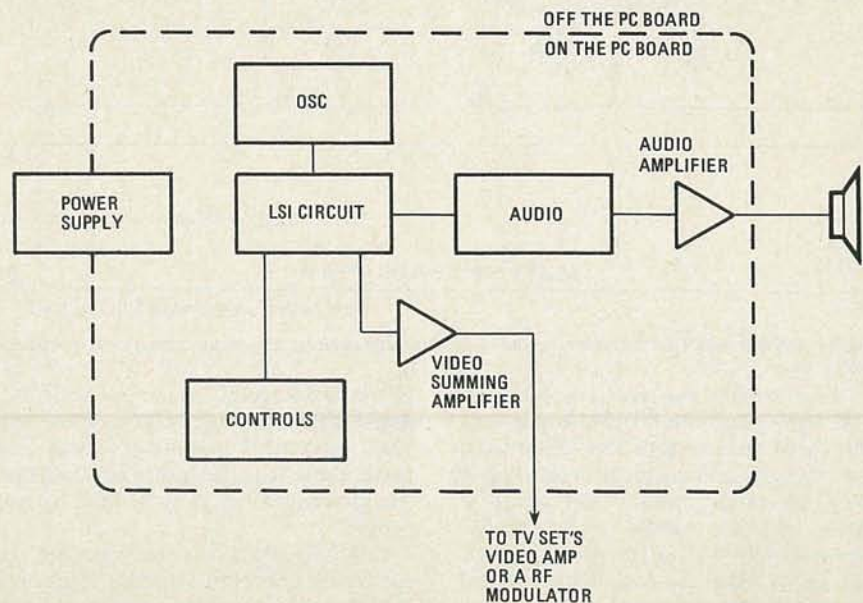 OFF THE PC BOARD
ON THE PC BOARD
OSC
AUDIO
AMPLIFIER
POWER
SUPPLY
LSI CIRCUIT
AUDIO
VIDEO
SUMMING
AMPLIFIER
CONTROLS
TO TV SET'S
VIDEO AMP
OR A RF
MODULATOR